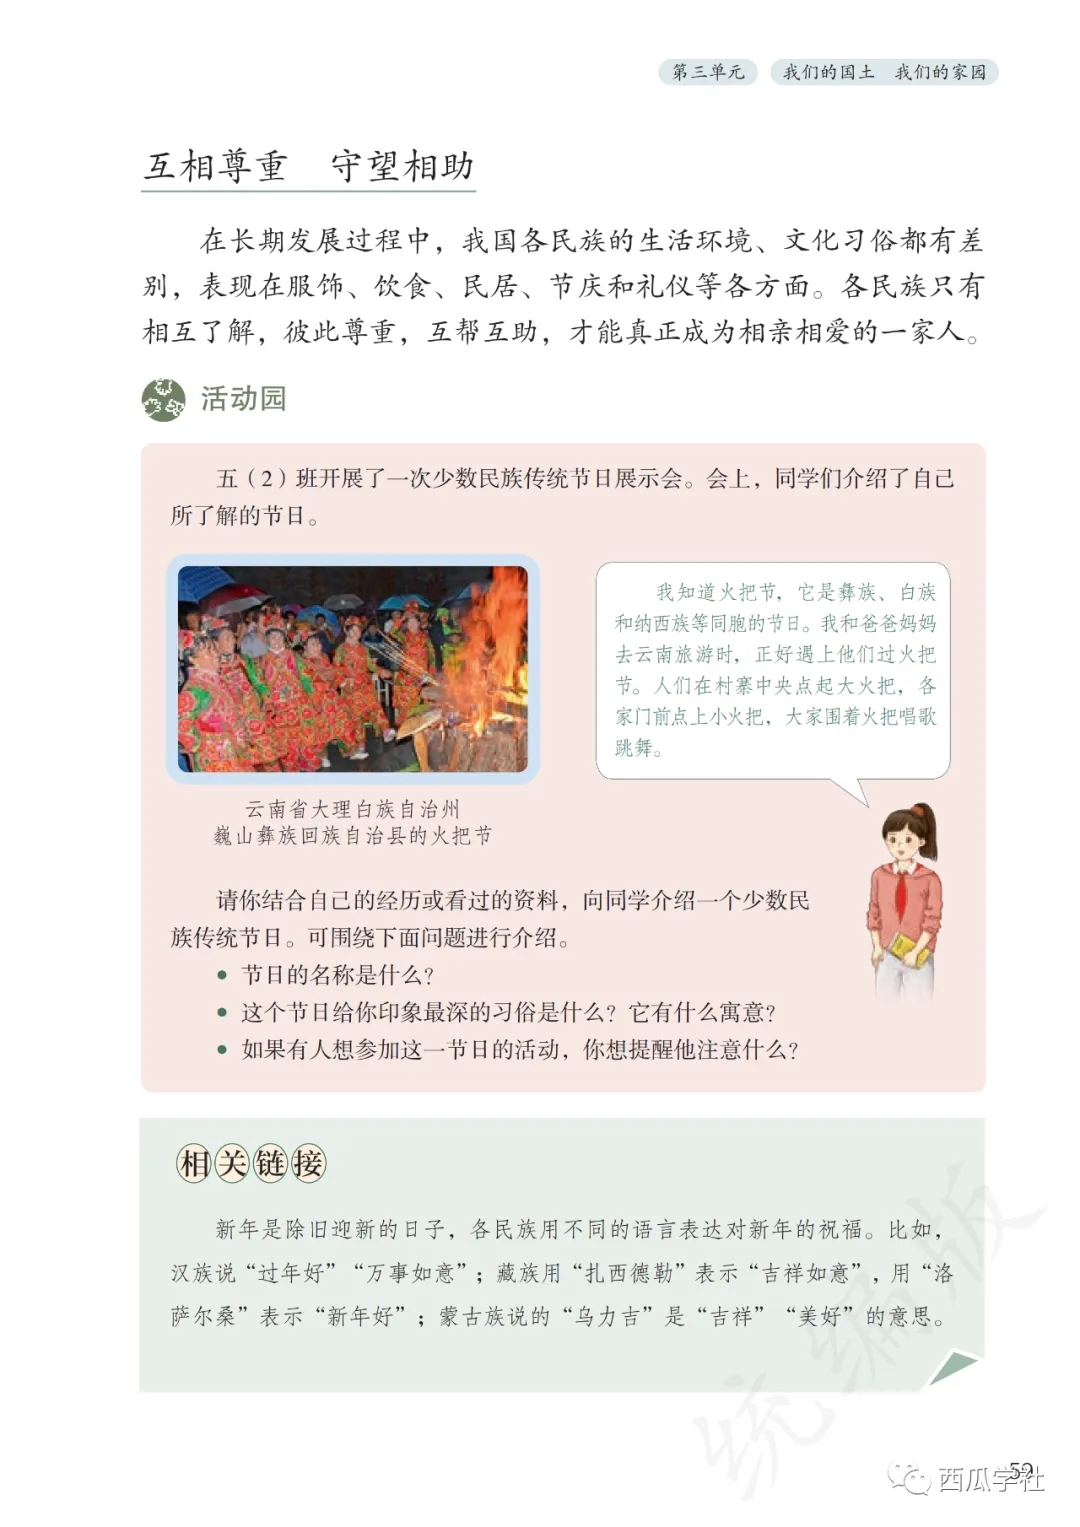 第三单元 我们的国土 我们的家园
互相尊重 守望相助
在长期发展过程中，我国各民族的生活环境、文化习俗都有差
别，表现在服饰、饮食、民居、节庆和礼仪等各方面。各民族只有
相互了解，彼此尊重，互帮互助，才能真正成为相亲相爱的一家人。
活动园
五（2）班开展了一次少数民族传统节日展示会。会上，同学们介绍了自己
所了解的节日。
我知道火把节，它是彝族、白族
和纳西族等同胞的节日。我和爸爸妈妈
去云南旅游时，正好遇上他们过火把
节。人们在村寨中央点起大火把，各
家门前点上小火把，大家围着火把唱歌
跳舞。
云南省大理白族自治州
巍山彝族回族自治县的火把节
请你结合自己的经历或看过的资料，向同学介绍一个少数民
族传统节日。可围绕下面问题进行介绍。
• 节日的名称是什么？
• 这个节日给你印象最深的习俗是什么？它有什么寓意？
• 如果有人想参加这一节日的活动，你想提醒他注意什么？
相关链接
新年是除旧迎新的日子，各民族用不同的语言表达对新年的祝福。比如，
汉族说“过年好”“万事如意”；藏族用“扎西德勒”表示“吉祥如意”，用“洛
萨尔桑”表示“新年好”；蒙古族说的“乌力吉”是“吉祥”“美好”的意思。
统编版
59
西瓜学社